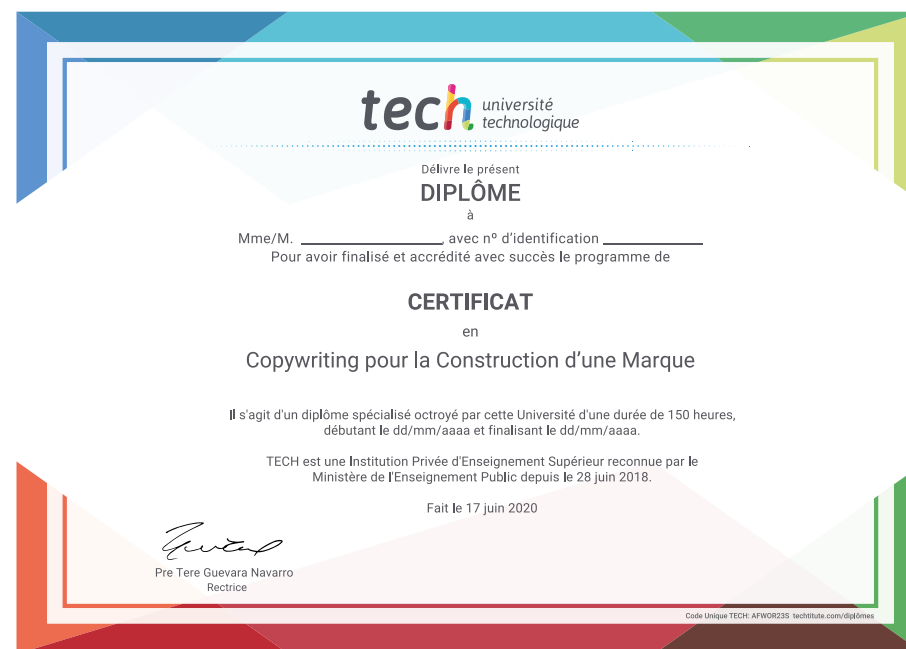 tech université
technologique
Délivre le présent
DIPLÔME
à
Mme/M. ____________________, avec nº d'identification ______________
Pour avoir finalisé et accrédité avec succès le programme de
CERTIFICAT
en
Copywriting pour la Construction d'une Marque
Il s'agit d'un diplôme spécialisé octroyé par cette Université d'une durée de 150 heures,
débutant le dd/mm/aaaa et finalisant le dd/mm/aaaa.
TECH est une Institution Privée d'Enseignement Supérieur reconnue par le
Ministère de l'Enseignement Public depuis le 28 juin 2018.
Fait le 17 juin 2020
Pre Tere Guevara Navarro
Rectrice
Code Unique TECH: AFWOR23S techtitute.com/diplômes